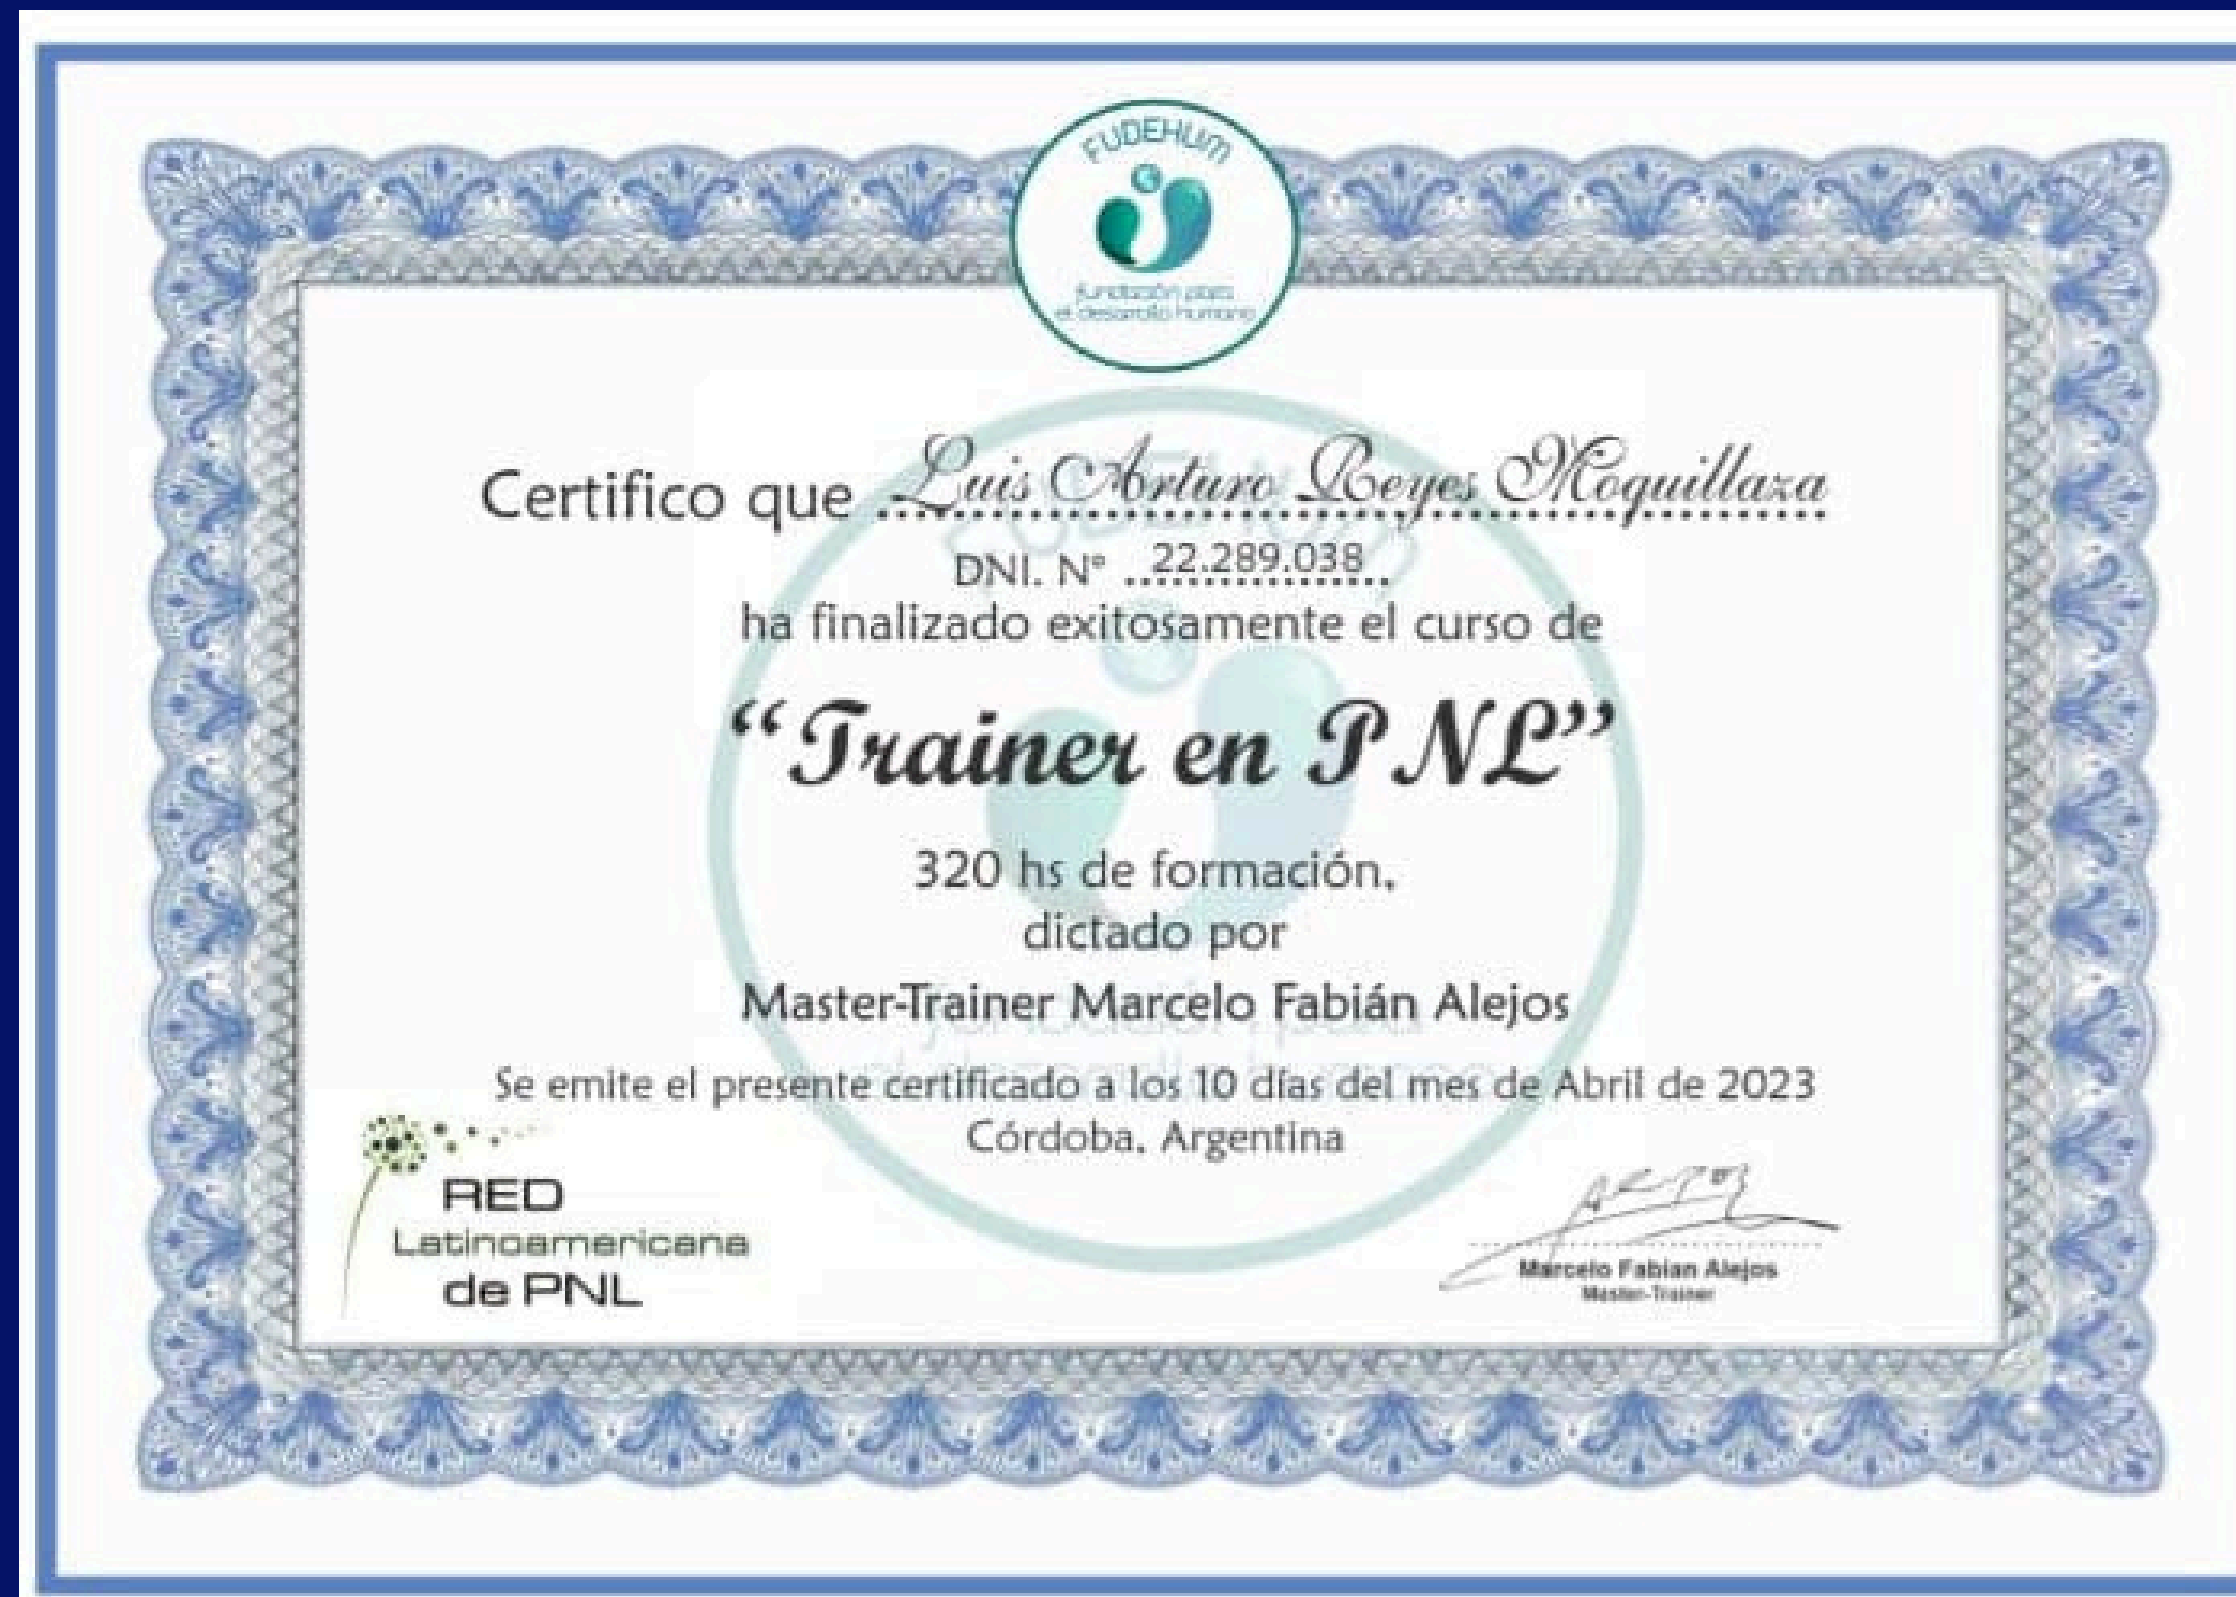 FUDEHUM
fundación para
el desarrollo humano
Certifico que Luis Arturo Reyes Moquillaza
DNI. N° 22.289.038
ha finalizado exitosamente el curso de
“Trainer en PNL”
320 hs de formación,
dictado por
Master-Trainer Marcelo Fabián Alejos
Se emite el presente certificado a los 10 días del mes de Abril de 2023
Córdoba, Argentina
RED
Latinoamericana
de PNL
Marcelo Fabian Alejos
Master-Trainer